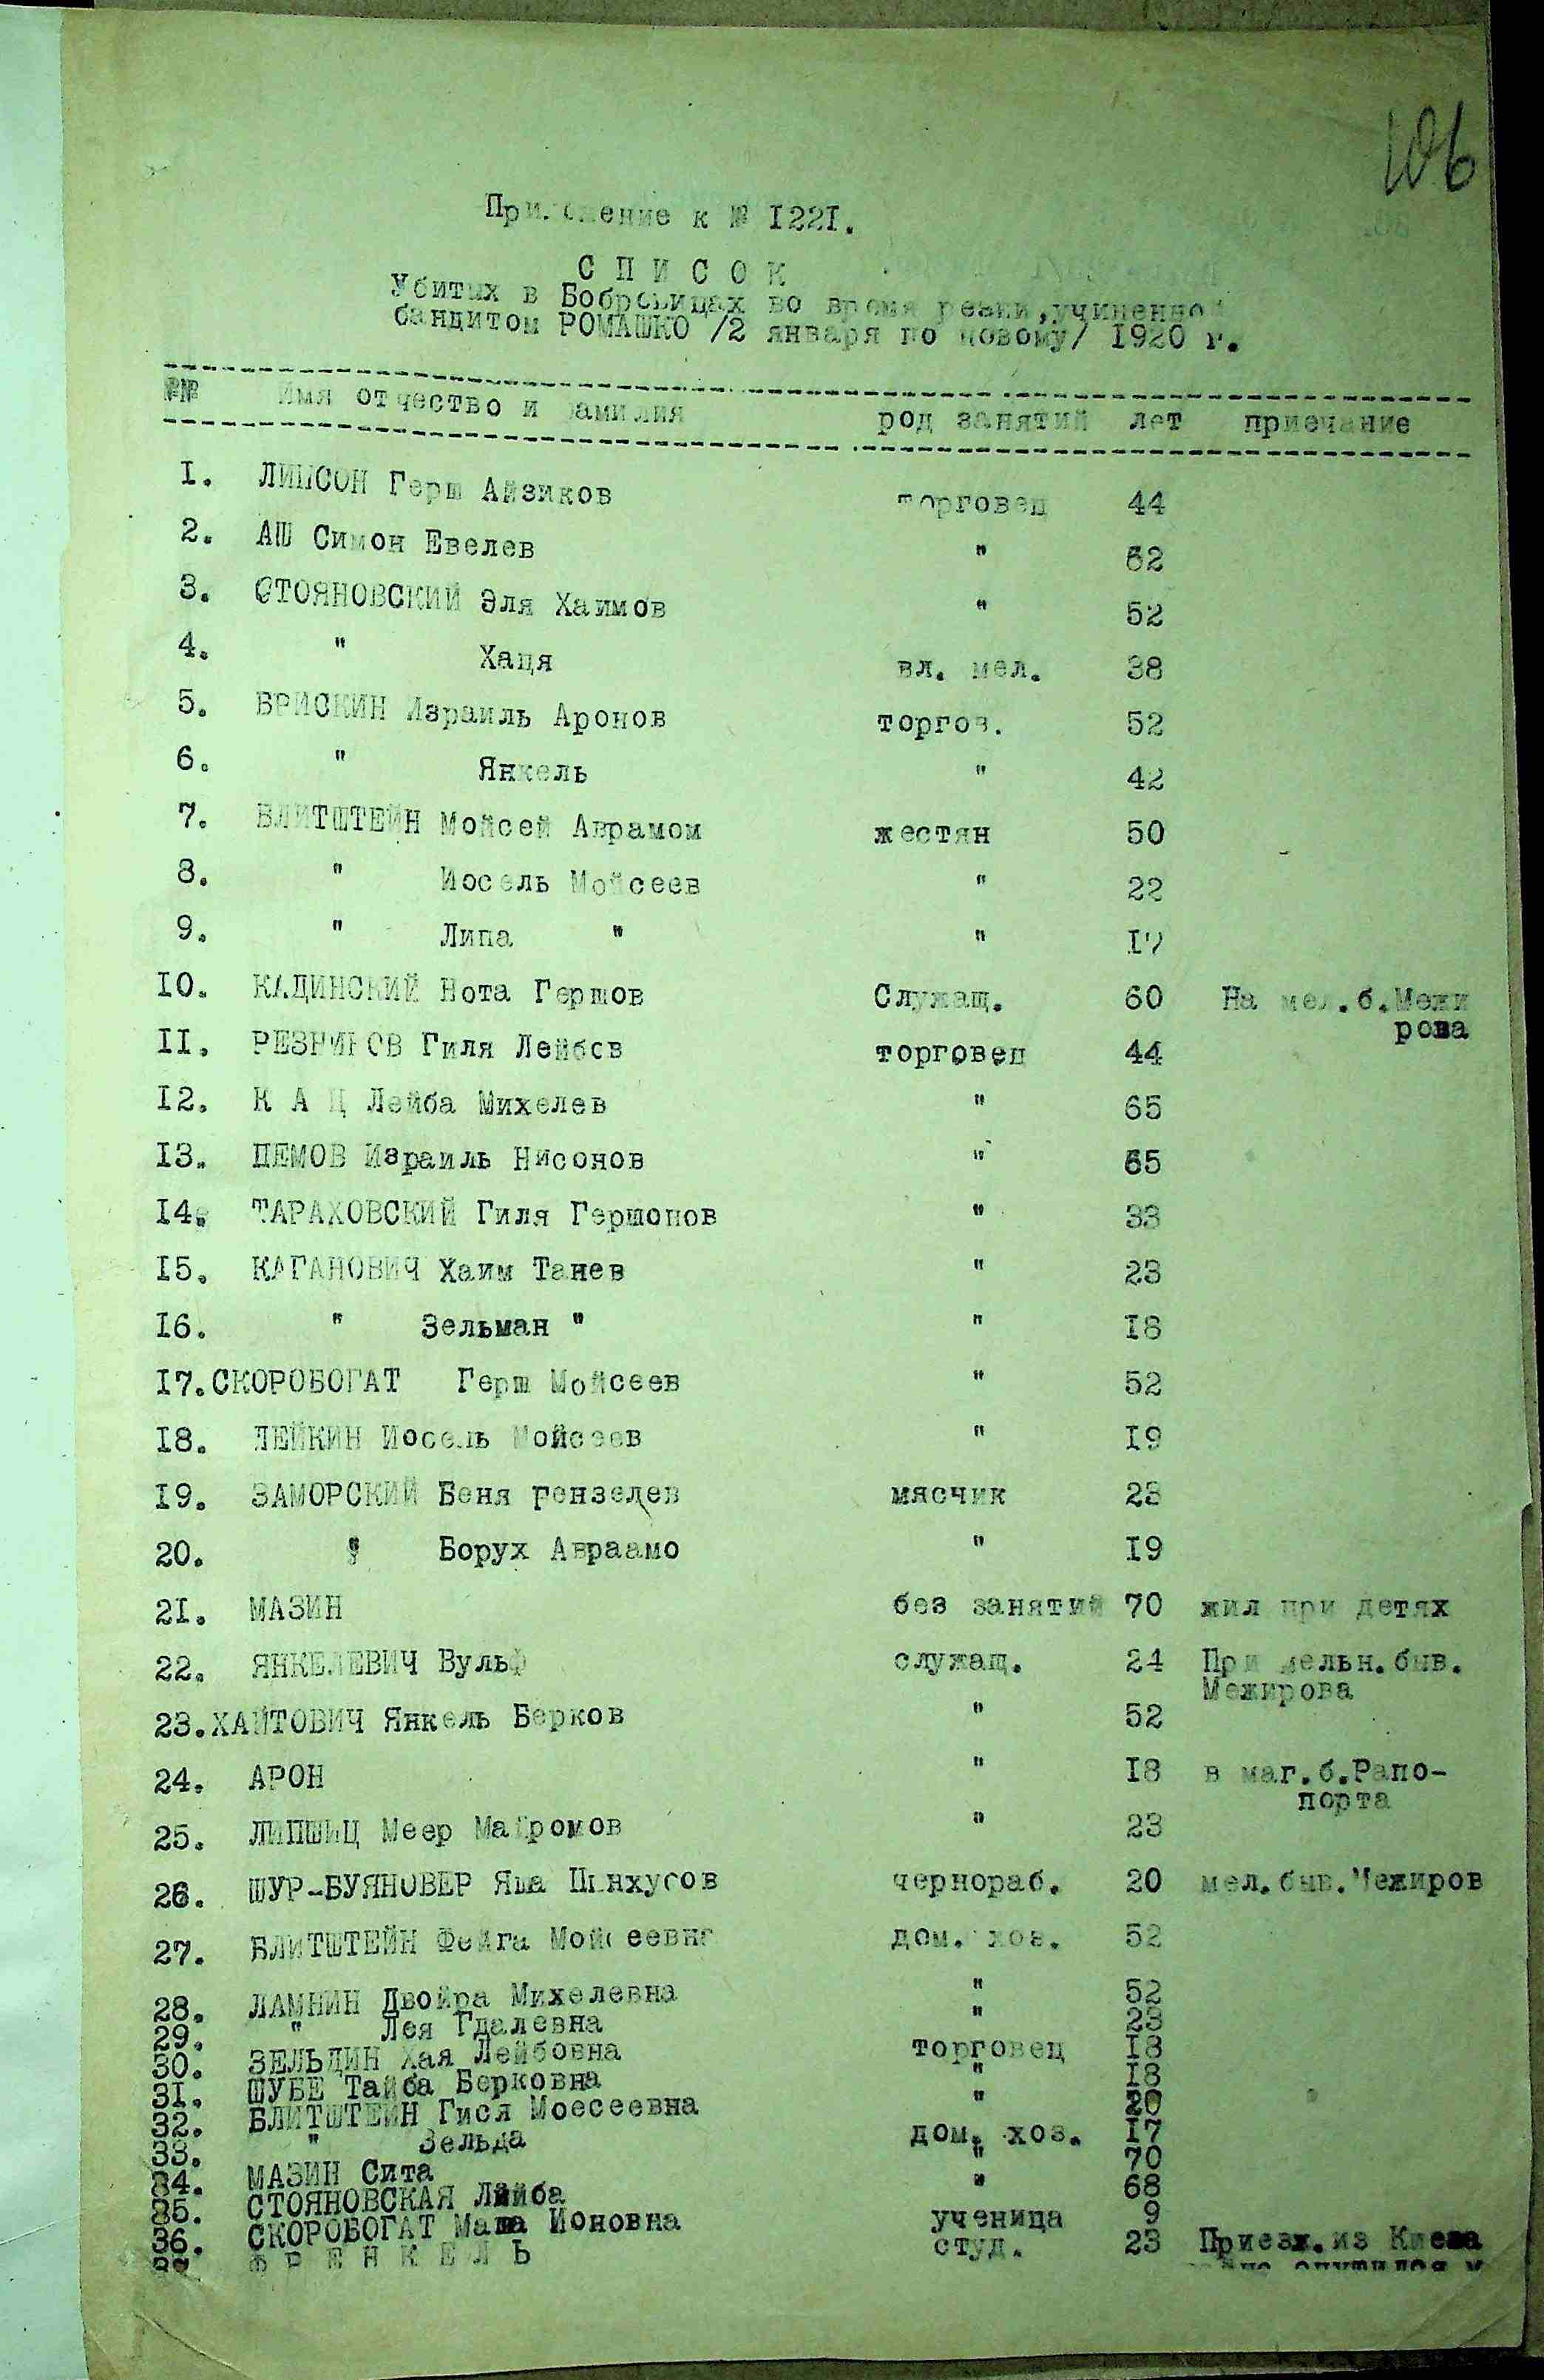 106
Приложение к № 1221.
С П И С О К
Убитых в Бобровицах во время резни, учиненной
бандитом РОМАШКО /2 января по новому/ 1920 г.
№№ Имя отчество и фамилия род занятий лет приечание
1. ЛИПСОН Герш Айзиков торговец 44
2. АШ Симон Евелев " 62
3. СТОЯНОВСКИЙ Эля Хаимов " 52
4. " Хаця вл. мел. 38
5. БРИСКИН Израиль Аронов торгов. 52
6. " Янкель " 42
7. БЛИТШТЕЙН Мойсей Аврамом жестян 50
8. " Иосель Мойсеев " 22
9. " Липа " " 17
10. КАДИНСКИЙ Нота Гершов Служащ. 60 На мел.б.Межи
рова
11. РЕЗНИКОВ Гиля Лейбов торговец 44
12. К А Ц Лейба Михелев " 65
13. ПЕМОВ Израиль Нисонов " 65
14. ТАРАХОВСКИЙ Гиля Гершонов " 33
15. КАГАНОВИЧ Хаим Танев " 23
16. " Зельман " " 18
17. СКОРОБОГАТ Герш Мойсеев " 52
18. ЛЕЙКИН Иосель Мойсеев " 19
19. ЗАМОРСКИЙ Беня мясчик 23
20. " Борух Авраамо " 19
21. МАЗИН без занятий 70 жил при детях
22. ЯНКЕЛЕВИЧ Вульф служащ. 24 При мельн.быв.
Межирова
23. ХАЙТОВИЧ Янкель Берков " 52
24. АРОН " 18 в маг.б.Рапо-
порта
25. ЛИПШИЦ Меер Майромов " 23
26. ШУР-БУЯНОВЕР Яша Пинхусов чернораб. 20 мел.быв.Межиров
27. БЛИТШТЕЙН Фейга Мойсеевна дом. хоз. 52
28. ЛАМНИН Двойра Михелевна " 52
29. " Лея Гдалевна " 23
30. ЗЕЛЬДИН Хая Лейбовна торговец 18
31. ШУБЕ Тайба Берковна " 18
32. БЛИТШТЕЙН Гися Моесеевна " 20
33. " Зельда дом. хоз. 17
34. МАЗИН Сита " 70
35. СТОЯНОВСКАЯ Ляйба " 68
36. СКОРОБОГАТ Маша Ионовна ученица 9
37 Ф Р Е Н К Е Л Ь студ. 23 Приезж.из Киева